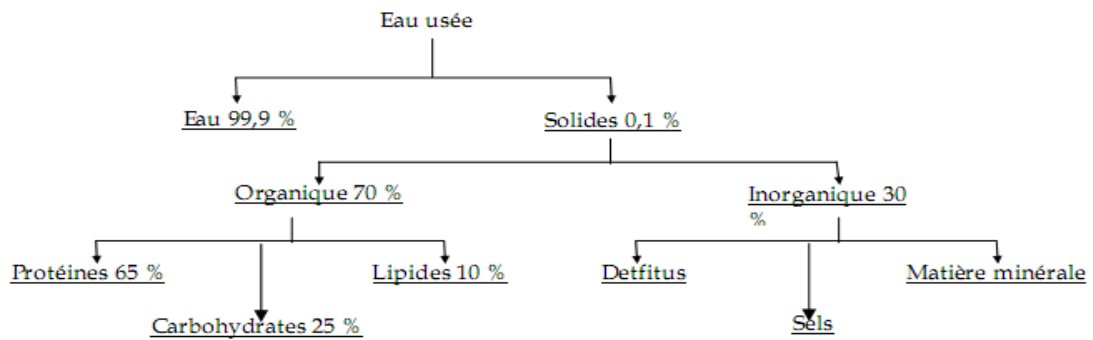 Eau usée
Eau 99,9 %
Solides 0,1 %
Organique 70 %
Inorganique 30
%
Protéines 65 %
Lipides 10 %
Detfitus
Matière minérale
Carbohydrates 25 %
Sels